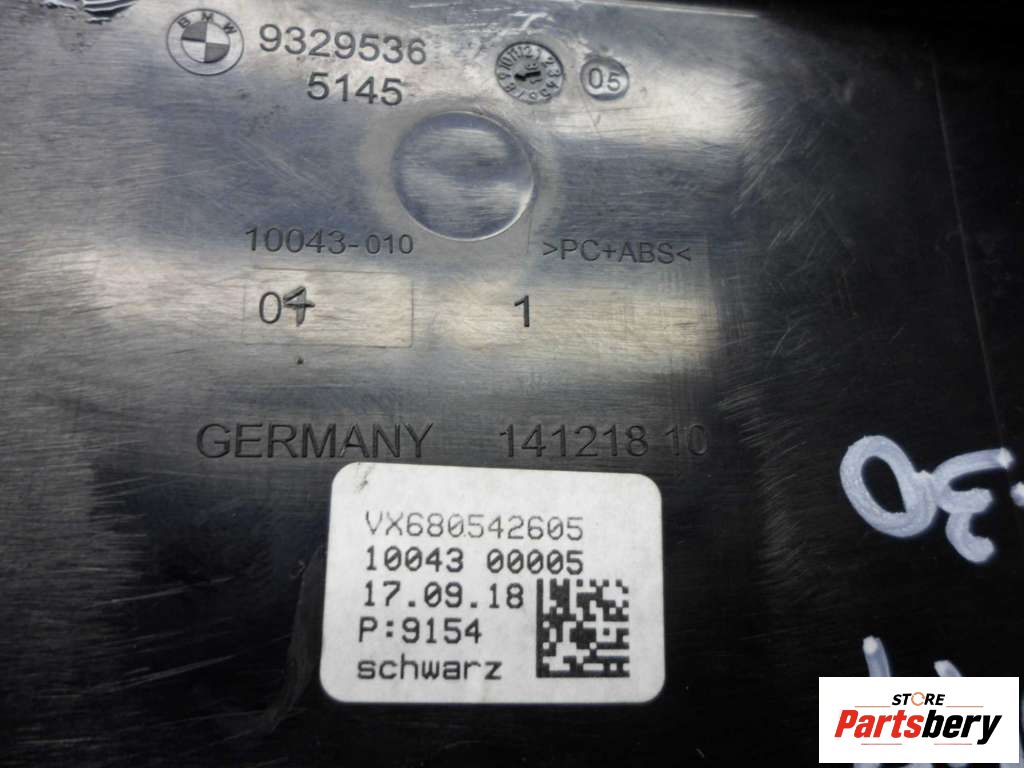 BMW 9329536
5145
05
10043-010
>PC+ABS<
04
1
GERMANY 141218 10
VX680542605
10043 00005
17.09.18
P:9154
schwarz
STORE
Partsbery